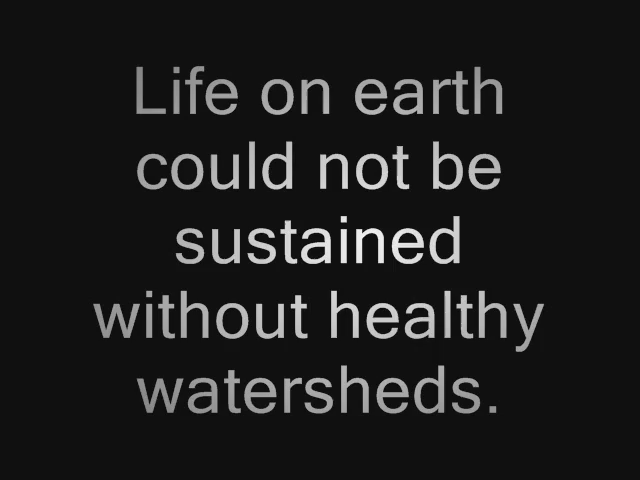 Life on earth
could not be
sustained
without healthy
watersheds.